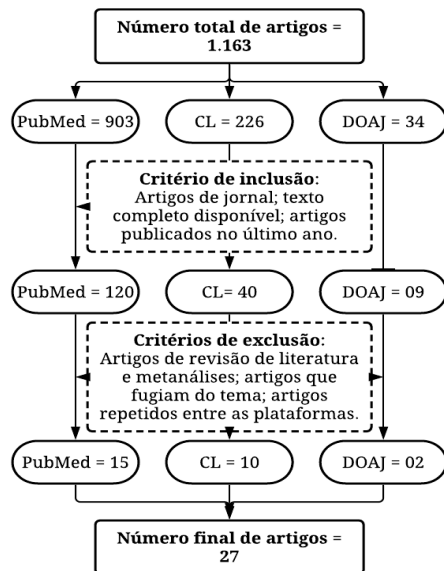 Número total de artigos =
1.163
PubMed = 903
CL = 226
DOAJ = 34
Critério de inclusão:
Artigos de jornal; texto
completo disponível; artigos
publicados no último ano.
PubMed = 120
CL= 40
DOAJ = 09
Critérios de exclusão:
Artigos de revisão de literatura
e metanálises; artigos que
fugiam do tema; artigos
repetidos entre as plataformas.
PubMed = 15
CL = 10
DOAJ = 02
Número final de artigos =
27